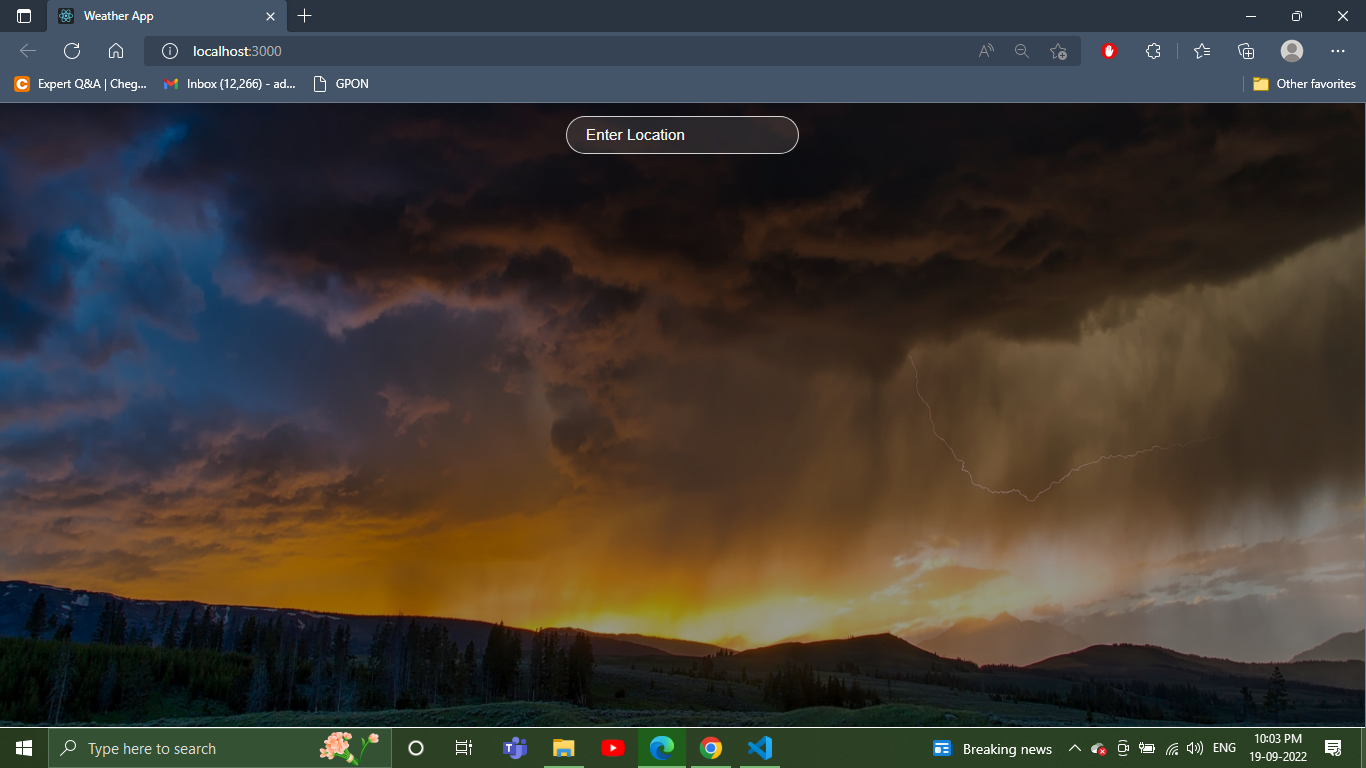 Weather App
localhost:3000
Expert Q&A | Cheg...
Inbox (12,266) - ad...
GPON
Other favorites
Enter Location
Type here to search
Breaking news
ENG
10:03 PM
19-09-2022